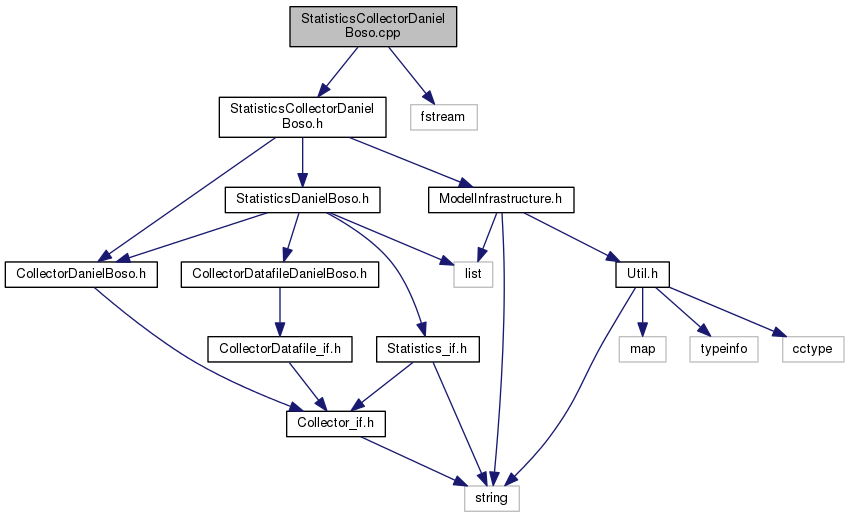 StatisticsCollectorDaniel
Boso.cpp
StatisticsCollectorDaniel
Boso.h
fstream
StatisticsDanielBoso.h
ModelInfrastructure.h
CollectorDanielBoso.h
CollectorDatafileDanielBoso.h
list
Util.h
CollectorDatafile_if.h
Statistics_if.h
map
typeinfo
cctype
Collector_if.h
string